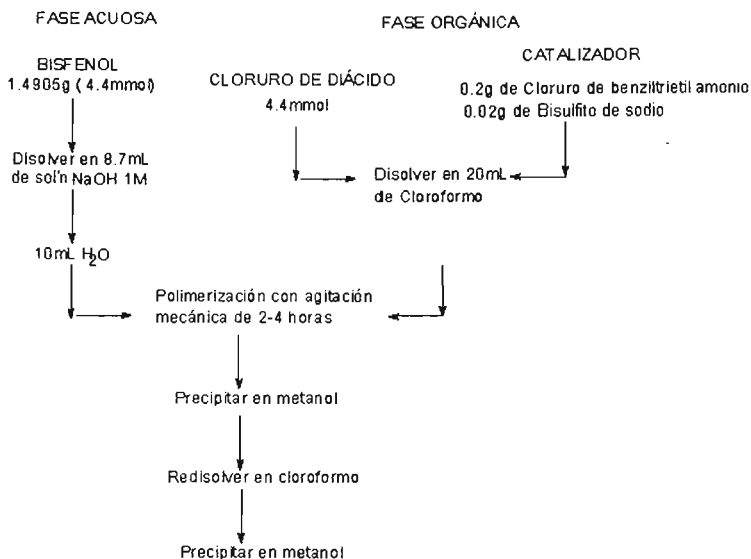 FASE ACUOSA
BISFENOL
1.4905g ( 4.4mmol)
Disolver en 8.7mL
de sol'n NaOH 1M
10mL H2O
FASE ORGÁNICA
CLORURO DE DIÁCIDO
4.4mmol
CATALIZADOR
0.2g de Cloruro de benziltrietil amonio
0.02g de Bisulfito de sodio
Disolver en 20mL
de Cloroformo
Polimerización con agitación
mecánica de 2-4 horas
Precipitar en metanol
Redisolver en cloroformo
Precipitar en metanol